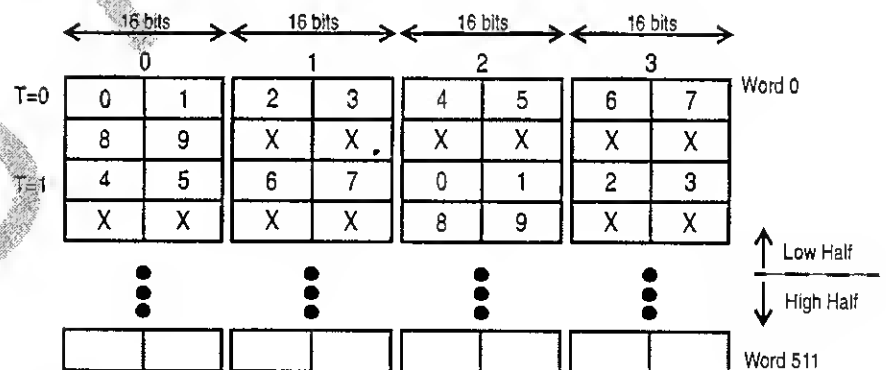 16 bits 16 bits 16 bits 16 bits
0 1 2 3
T=0 0 1 2 3 4 5 6 7 Word 0
8 9 X X X X X X
T=1 4 5 6 7 0 1 2 3
X X X X 8 9 X X
Low Half
High Half
Word 511